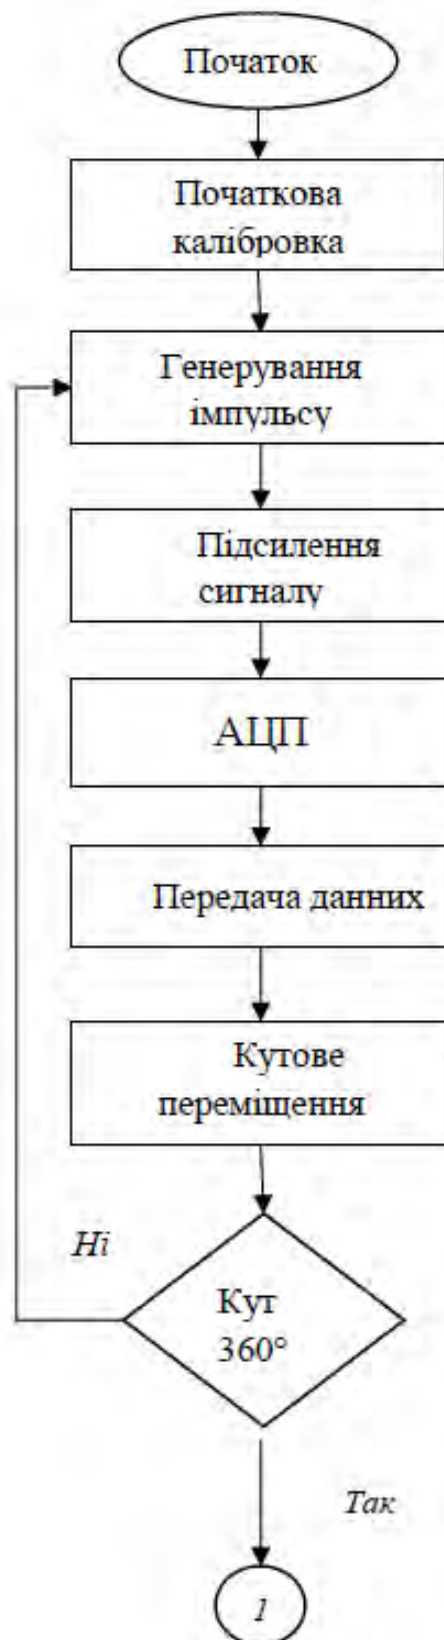 Початок
Початкова
калібровка
Генерування
імпульсу
Підсилення
сигналу
АЦП
Передача данних
Кутове
переміщення
Ні
Кут
360°
Так
1